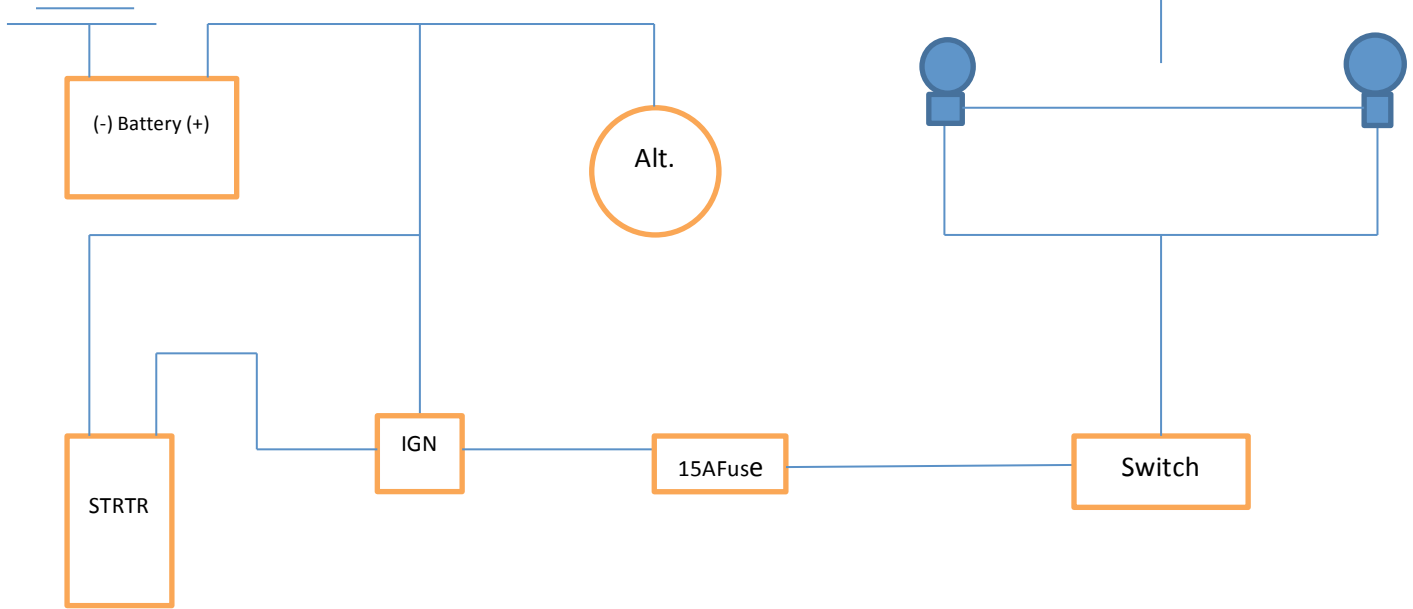 (-) Battery (+)
Alt.
IGN
15AFuse
Switch
STRTR